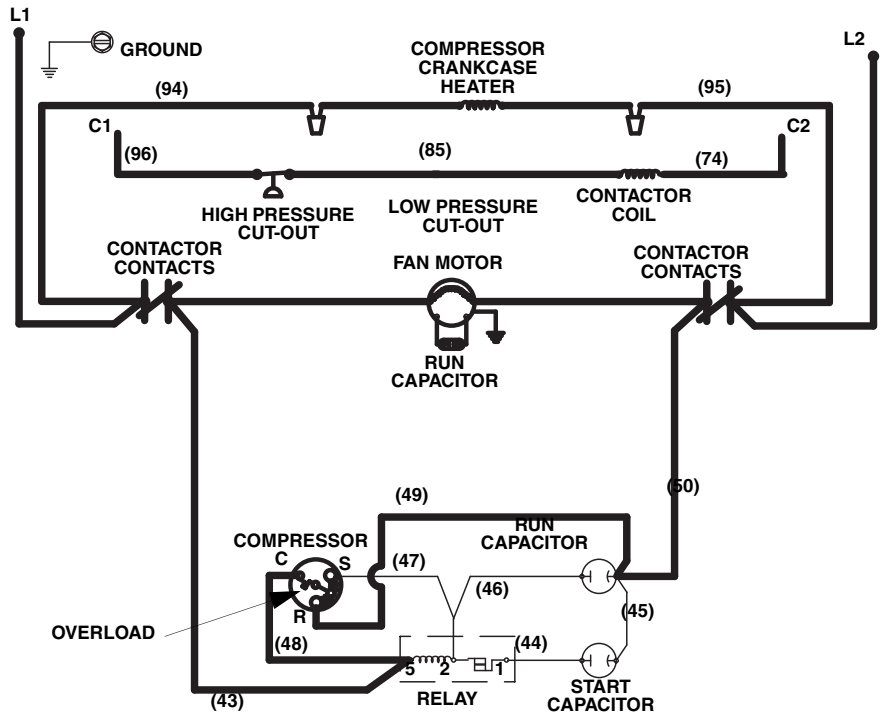 L1
GROUND
COMPRESSOR
CRANKCASE
HEATER
L2
(94)
(95)
C1
C2
(96)
(85)
(74)
HIGH PRESSURE
CUT-OUT
LOW PRESSURE
CUT-OUT
CONTACTOR
COIL
CONTACTOR
CONTACTS
FAN MOTOR
CONTACTOR
CONTACTS
RUN
CAPACITOR
(50)
(49)
RUN
CAPACITOR
COMPRESSOR
C
S
(47)
(46)
R
(45)
OVERLOAD
(48)
(44)
5
2
1
RELAY
START
CAPACITOR
(43)